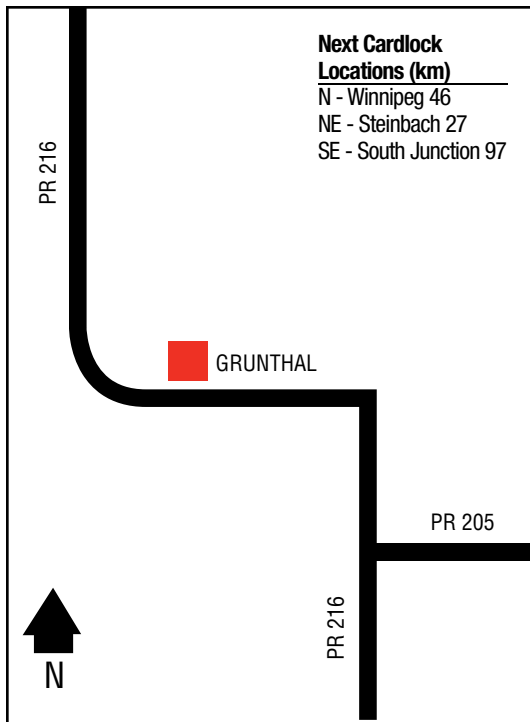 Next Cardlock
Locations (km)
N - Winnipeg 46
NE - Steinbach 27
SE - South Junction 97
PR 216
GRUNTHAL
PR 205
PR 216
N